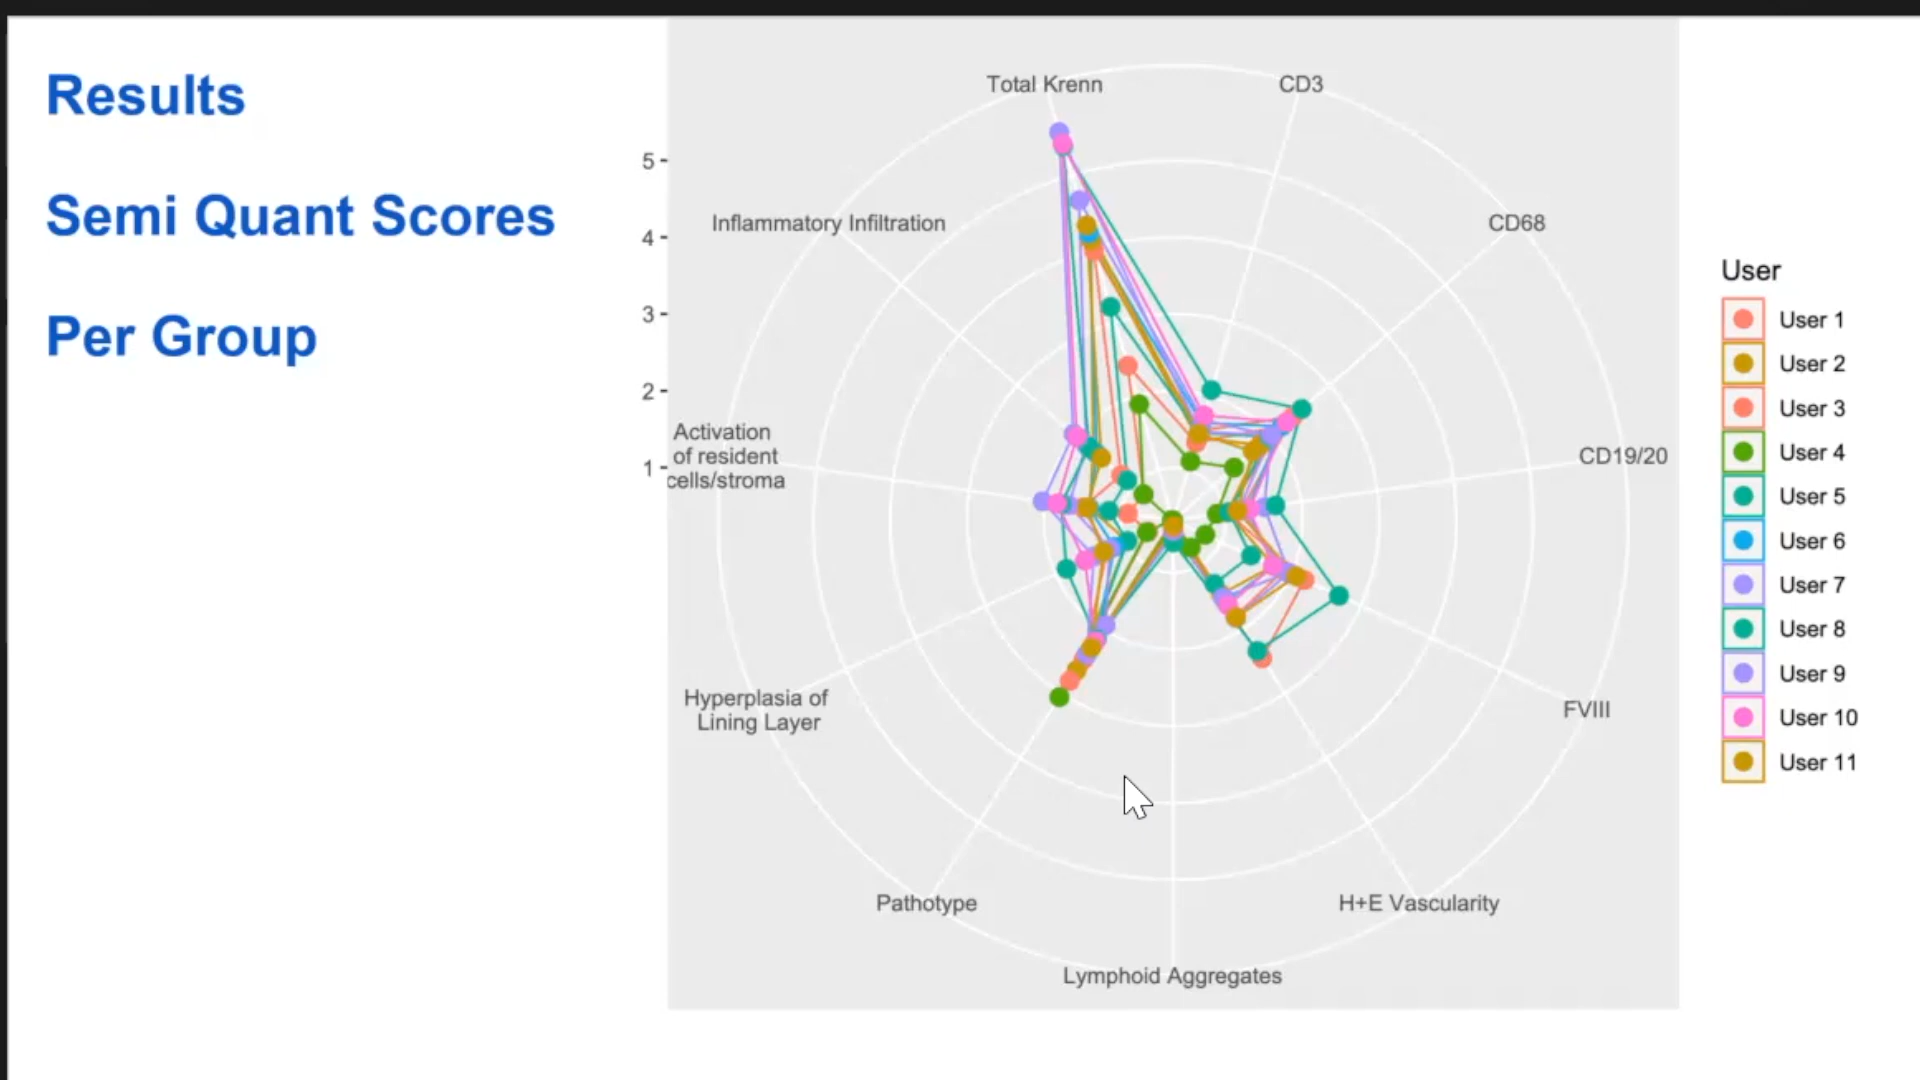 Results
Semi Quant Scores
Per Group
Total Krenn
CD3
Inflammatory Infiltration
CD68
Activation
of resident
cells/stroma
CD19/20
Hyperplasia of
Lining Layer
FVIII
Pathotype
H+E Vascularity
Lymphoid Aggregates
5
4
3
2
1
User
User 1
User 2
User 3
User 4
User 5
User 6
User 7
User 8
User 9
User 10
User 11